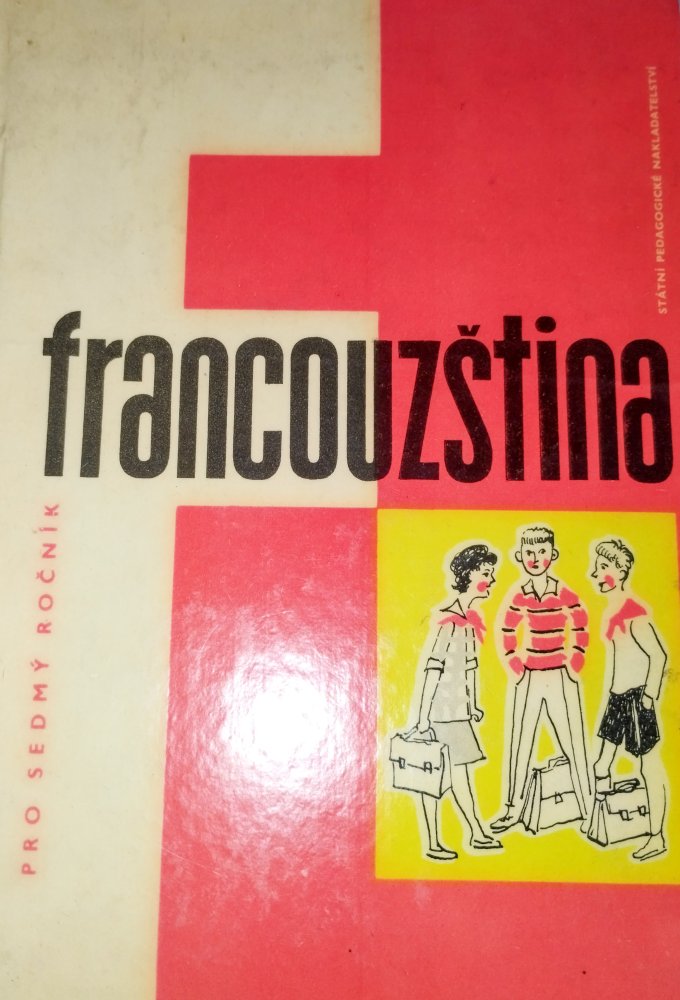 STÁTNÍ PEDAGOGICKÉ NAKLADATELSTVÍ
francouzština
PRO SEDMÝ ROČNÍK